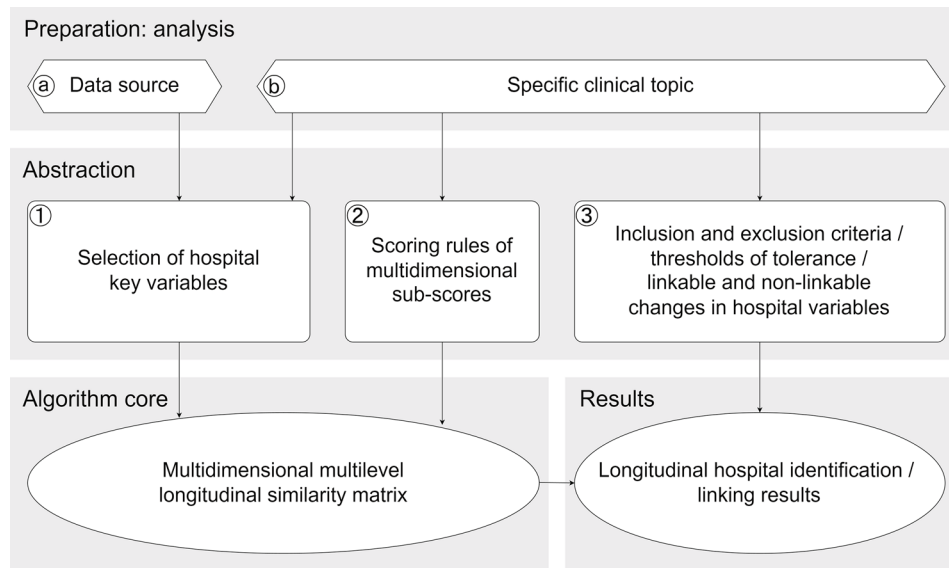 Preparation: analysis
ⓐ Data source
ⓑ Specific clinical topic
Abstraction
①
Selection of hospital
key variables
②
Scoring rules of
multidimensional
sub-scores
③
Inclusion and exclusion criteria /
thresholds of tolerance /
linkable and non-linkable
changes in hospital variables
Algorithm core
Multidimensional multilevel
longitudinal similarity matrix
Results
Longitudinal hospital identification /
linking results